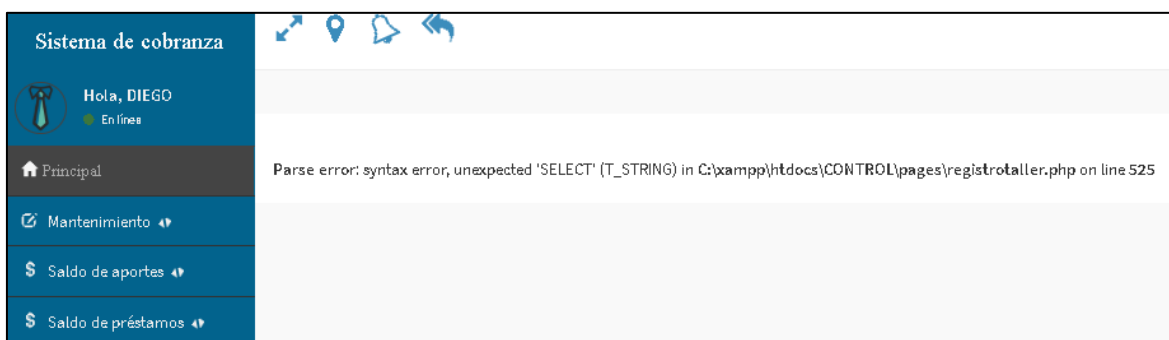 Sistema de cobranza
Hola, DIEGO
En línea
Principal
Parse error: syntax error, unexpected 'SELECT' (T_STRING) in C:\xampp\htdocs\CONTROL\pages\registrotaller.php on line 525
Mantenimiento
$ Saldo de aportes
$ Saldo de préstamos